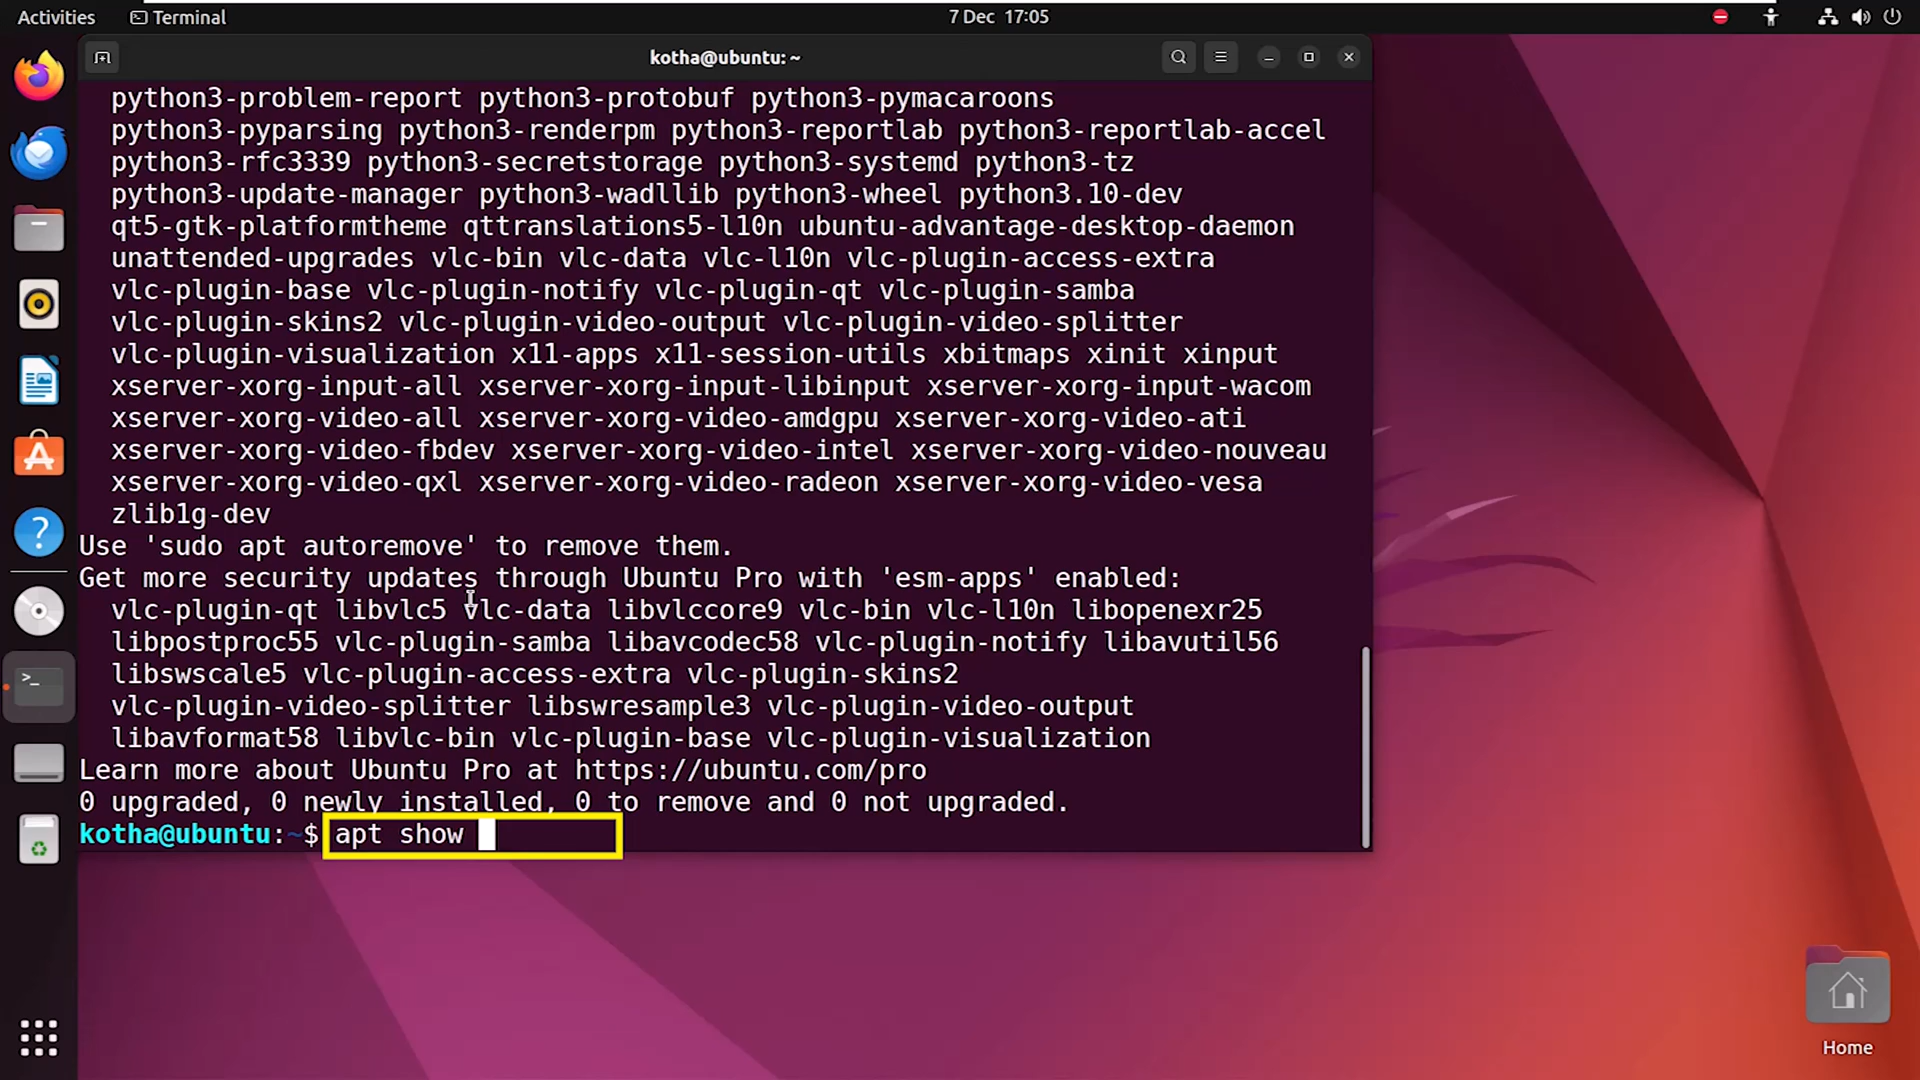 Activities Terminal 7 Dec 17:05
kotha@ubuntu: ~
python3-problem-report python3-protobuf python3-pymacaroons
python3-pyparsing python3-renderpm python3-reportlab python3-reportlab-accel
python3-rfc3339 python3-secretstorage python3-systemd python3-tz
python3-update-manager python3-wadllib python3-wheel python3.10-dev
qt5-gtk-platformtheme qttranslations5-l10n ubuntu-advantage-desktop-daemon
unattended-upgrades vlc-bin vlc-data vlc-l10n vlc-plugin-access-extra
vlc-plugin-base vlc-plugin-notify vlc-plugin-qt vlc-plugin-samba
vlc-plugin-skins2 vlc-plugin-video-output vlc-plugin-video-splitter
vlc-plugin-visualization x11-apps x11-session-utils xbitmaps xinit xinput
xserver-xorg-input-all xserver-xorg-input-libinput xserver-xorg-input-wacom
xserver-xorg-video-all xserver-xorg-video-amdgpu xserver-xorg-video-ati
xserver-xorg-video-fbdev xserver-xorg-video-intel xserver-xorg-video-nouveau
xserver-xorg-video-qxl xserver-xorg-video-radeon xserver-xorg-video-vesa
zlib1g-dev
Use 'sudo apt autoremove' to remove them.
Get more security updates through Ubuntu Pro with 'esm-apps' enabled:
vlc-plugin-qt libvlc5 vlc-data libvlccore9 vlc-bin vlc-l10n libopenexr25
libpostproc55 vlc-plugin-samba libavcodec58 vlc-plugin-notify libavutil56
libswscale5 vlc-plugin-access-extra vlc-plugin-skins2
vlc-plugin-video-splitter libswresample3 vlc-plugin-video-output
libavformat58 libvlc-bin vlc-plugin-base vlc-plugin-visualization
Learn more about Ubuntu Pro at https://ubuntu.com/pro
0 upgraded, 0 newly installed, 0 to remove and 0 not upgraded.
kotha@ubuntu:~$ apt show
Home